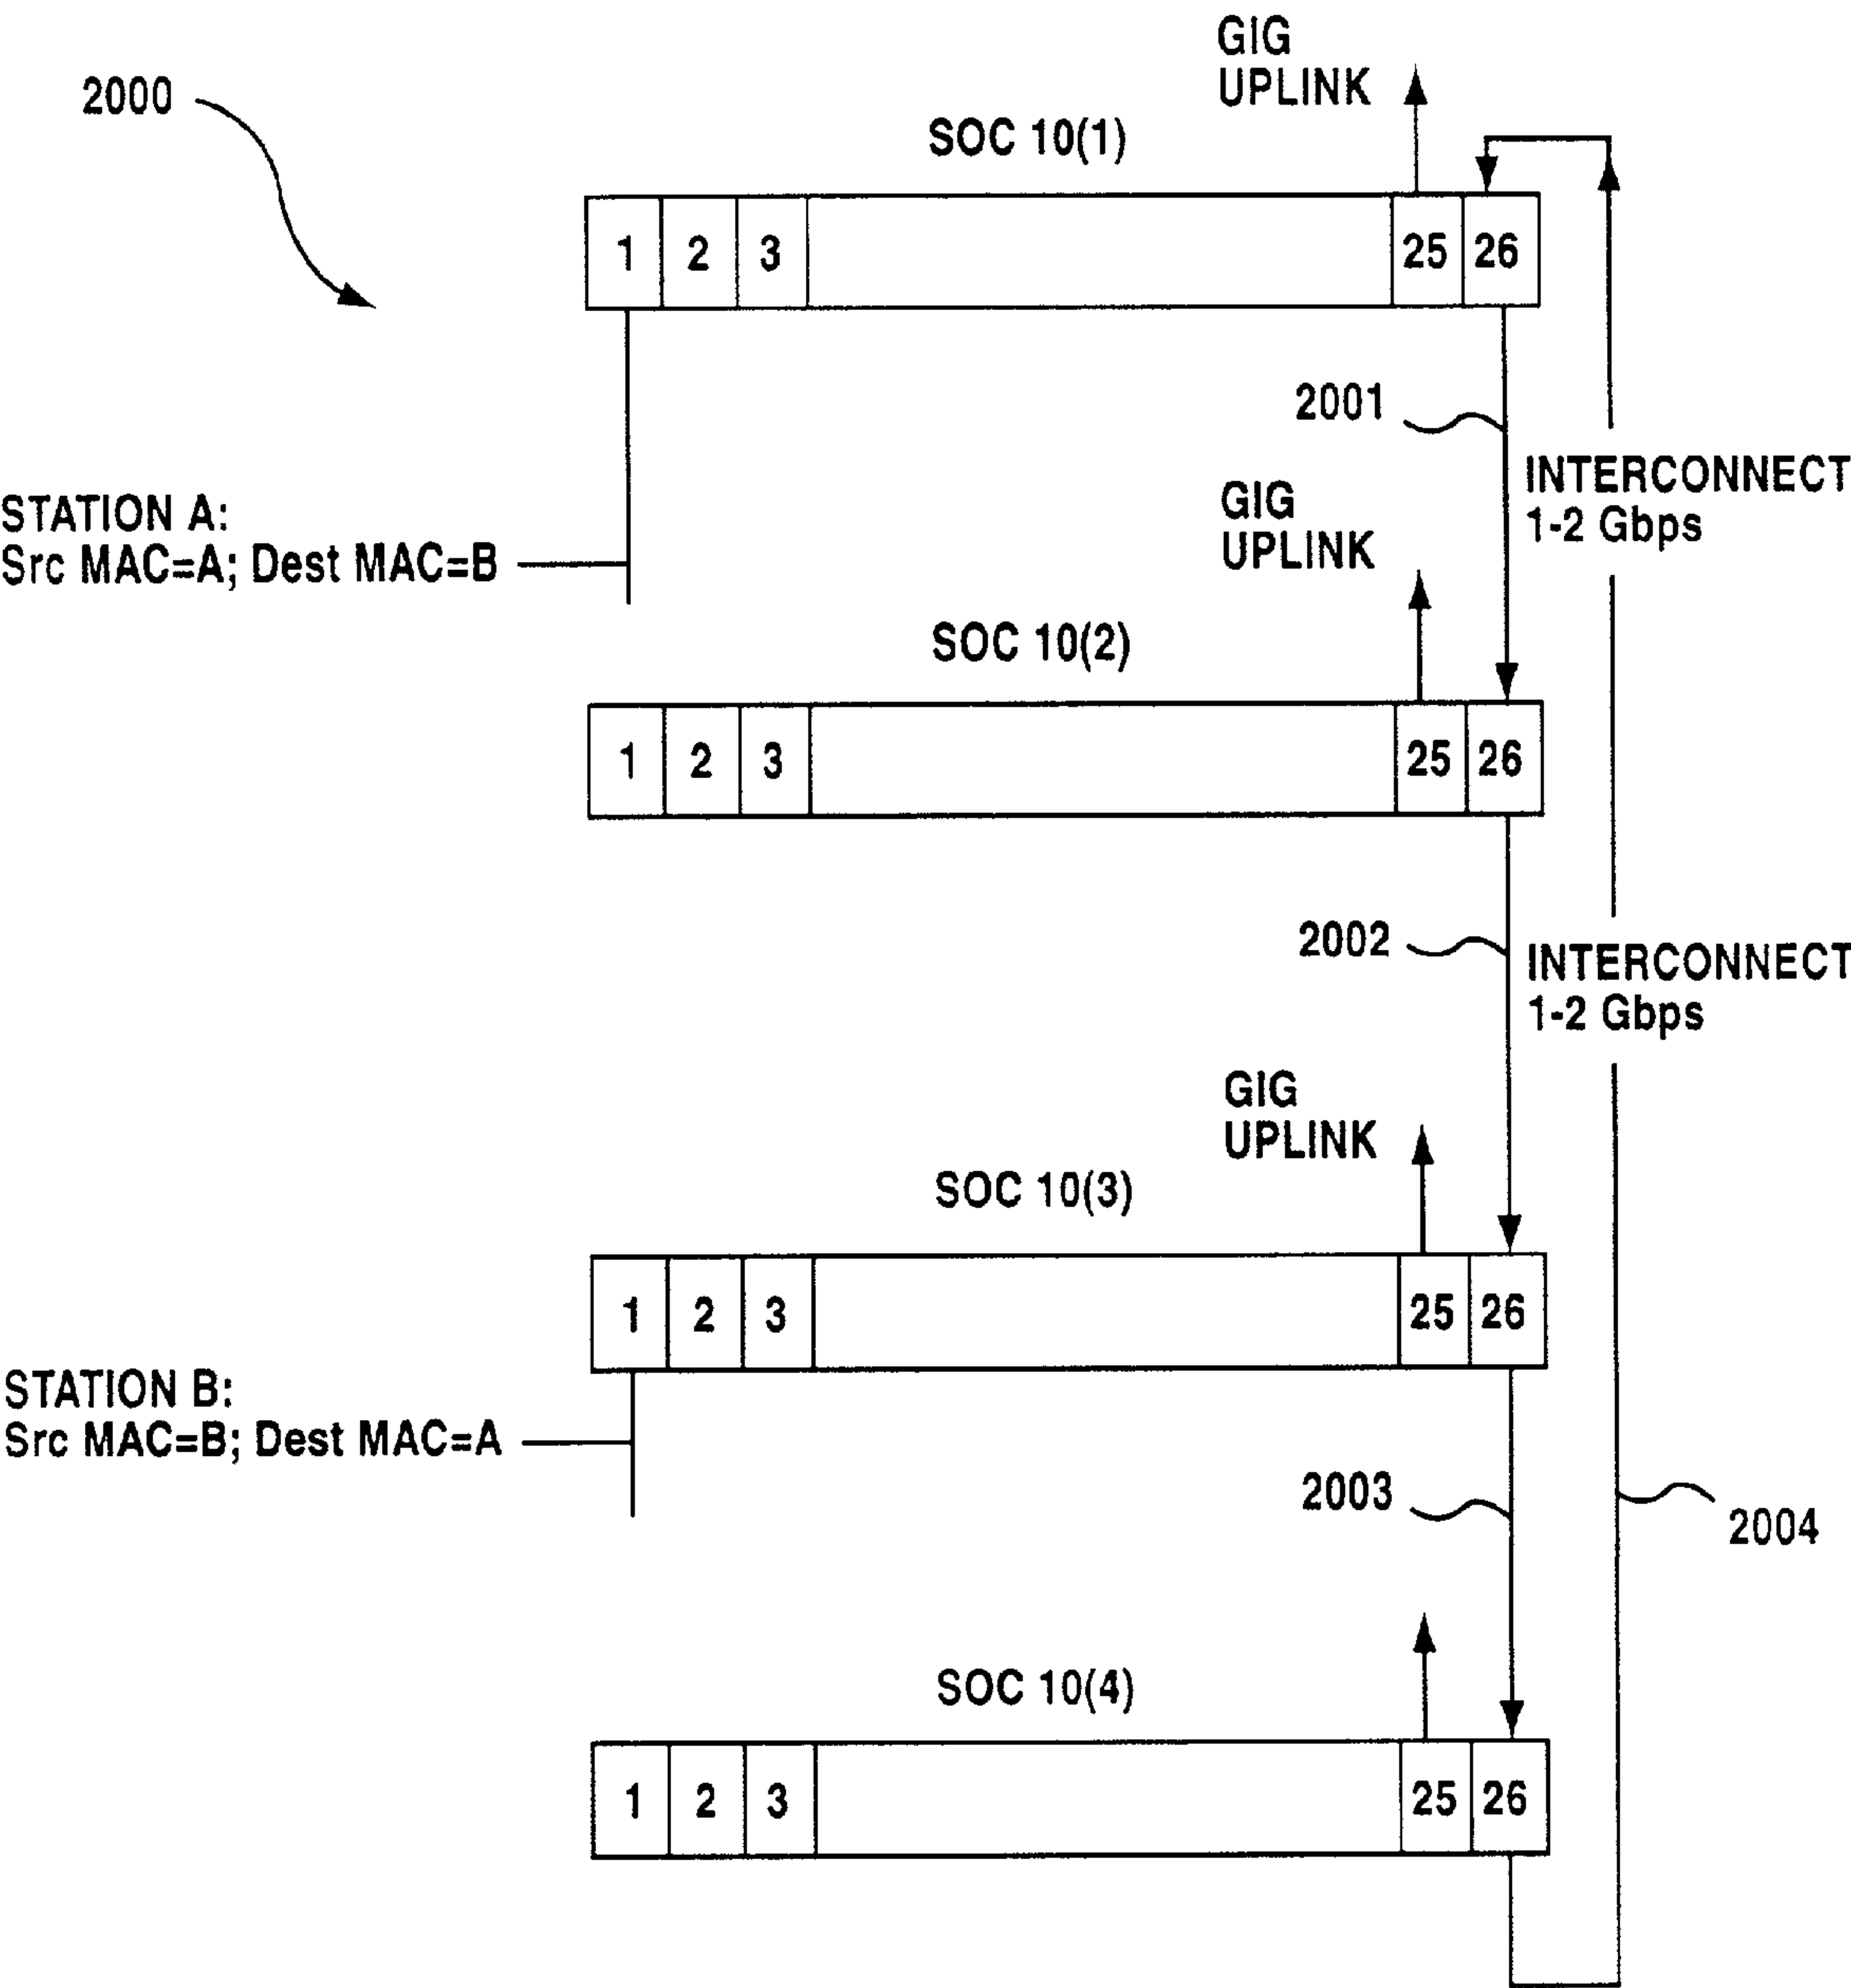 2000
GIG
UPLINK
SOC 10(1)
1 2 3 25 26
2001
INTERCONNECT
1-2 Gbps
STATION A:
Src MAC=A; Dest MAC=B
GIG
UPLINK
SOC 10(2)
1 2 3 25 26
2002
INTERCONNECT
1-2 Gbps
GIG
UPLINK
SOC 10(3)
1 2 3 25 26
STATION B:
Src MAC=B; Dest MAC=A
2003
2004
SOC 10(4)
1 2 3 25 26